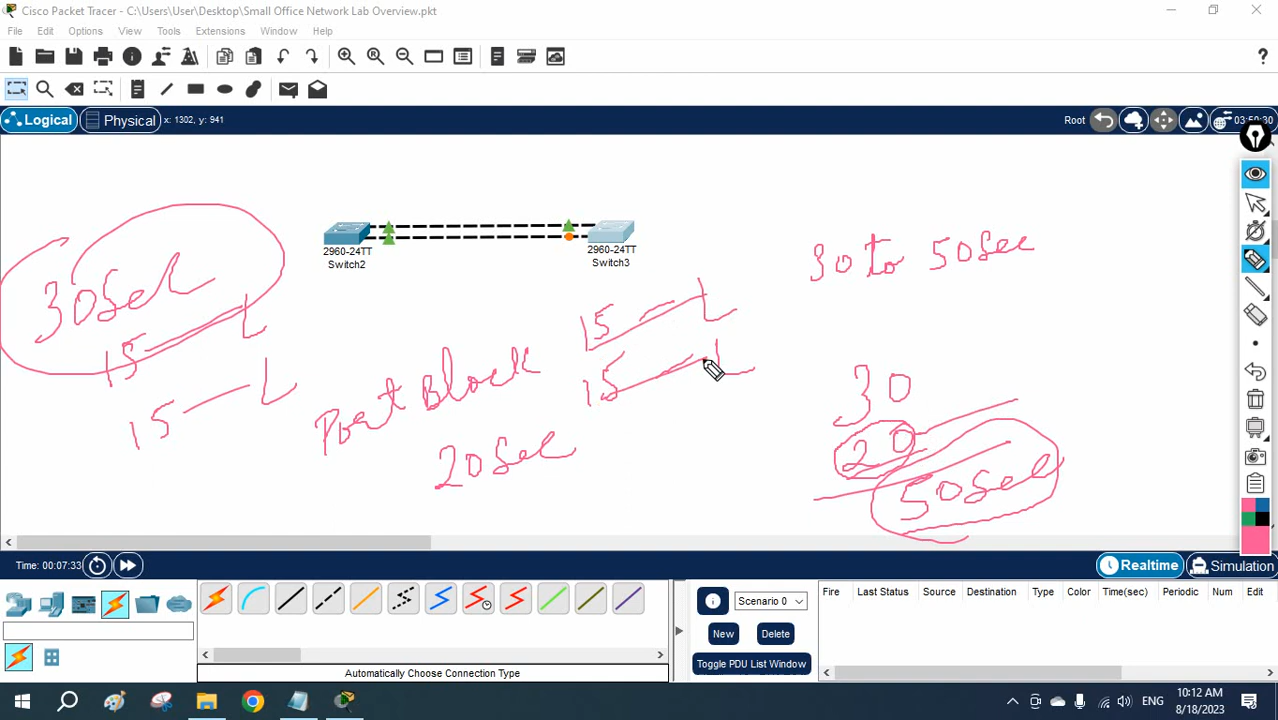 Cisco Packet Tracer - C:\Users\User\Desktop\Small Office Network Lab Overview.pkt
File Edit Options View Tools Extensions Window Help
Logical Physical x: 1302, y: 941 Root 03:50:30
2960-24TT
Switch2
2960-24TT
Switch3
30Sec
15
L
15
L
Port Block
20Sec
15
L
15
L
30 to 50Sec
30
20
50Sec
Time: 00:07:33 Realtime Simulation
Scenario 0
New Delete
Toggle PDU List Window
Fire Last Status Source Destination Type Color Time(sec) Periodic Num Edit
Automatically Choose Connection Type
ENG
10:12 AM
8/18/2023